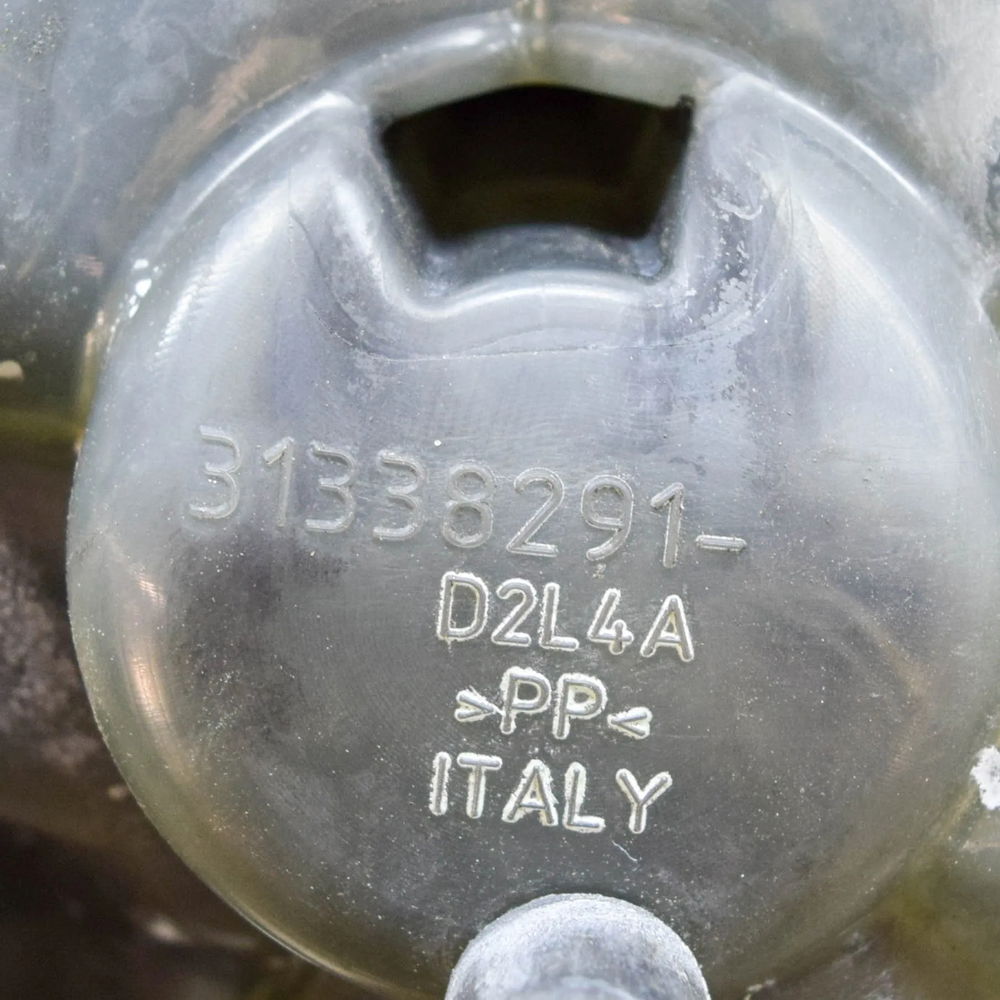 31338291-
D2L4A
>PP<
ITALY